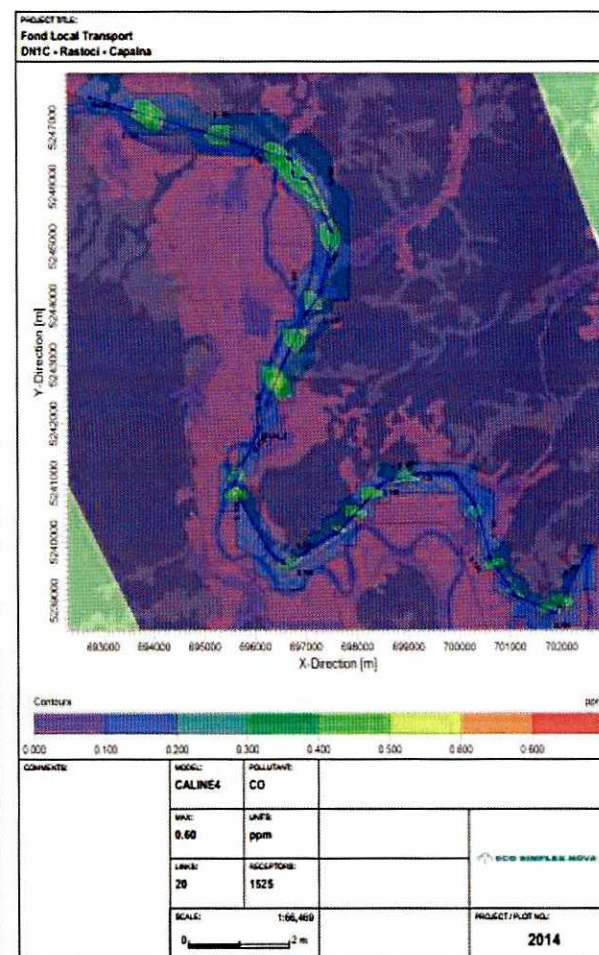 PROJECT TITLE:
Fond Local Transport
DN1C - Rastoci - Capalna
Y-Direction [m]
5247000
5246000
5245000
5244000
5243000
5242000
5241000
5240000
5239000
693000 694000 695000 696000 697000 698000 699000 700000 701000 702000
X-Direction [m]
Contours
0.000 0.100 0.200 0.300 0.400 0.500 0.600 0.600
COMMENTS:
MODEL:
CALINE4
POLLUTANT:
CO
MAX:
0.60
UNITS:
ppm
LINKS:
20
RECEPTORS:
1525
ECO SIMPLEX NOVA
SCALE: 1:66,469
0 2
PROJECT / PLOT NO.:
2014